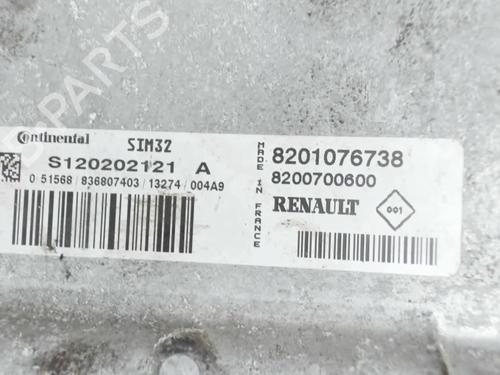 B-PARTS
Continental SIM32
S120202121 A
0 51568 / 836807403 / 13274 / 004A9
MADE IN FRANCE
8201076738
8200700600
RENAULT
001